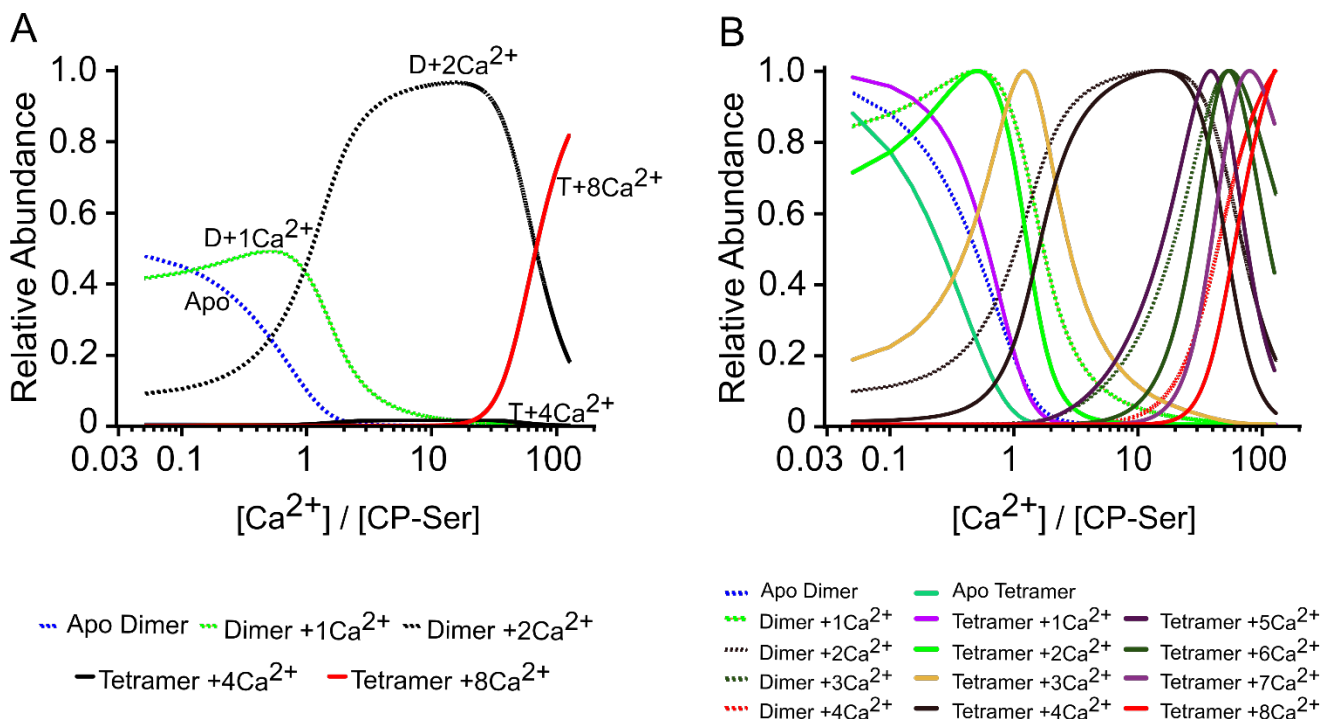 A
Relative Abundance
1.0
0.8
0.6
0.4
0.2
0
D+2Ca²⁺
D+1Ca²⁺
Apo
T+8Ca²⁺
T+4Ca²⁺
0.03 0.1 1 10 100
[Ca²⁺] / [CP-Ser]
Apo Dimer Dimer +1Ca²⁺ Dimer +2Ca²⁺
Tetramer +4Ca²⁺ Tetramer +8Ca²⁺
B
Relative Abundance
1.0
0.8
0.6
0.4
0.2
0
0.03 0.1 1 10 100
[Ca²⁺] / [CP-Ser]
Apo Dimer Apo Tetramer
Dimer +1Ca²⁺ Tetramer +1Ca²⁺ Tetramer +5Ca²⁺
Dimer +2Ca²⁺ Tetramer +2Ca²⁺ Tetramer +6Ca²⁺
Dimer +3Ca²⁺ Tetramer +3Ca²⁺ Tetramer +7Ca²⁺
Dimer +4Ca²⁺ Tetramer +4Ca²⁺ Tetramer +8Ca²⁺